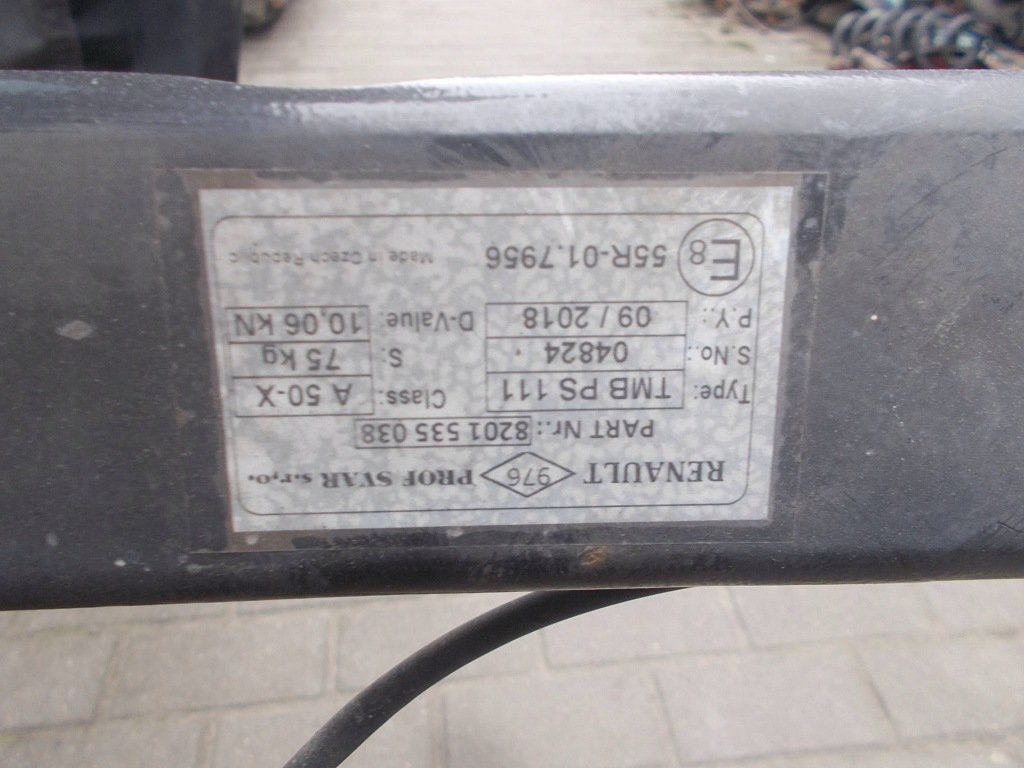 RENAULT 976 PROF SVAR s.r.o.
PART Nr.: 8201 535 038
Type: TMB PS 111 Class: A 50-X
S.No.: 04824 S: 75 kg
P.Y.: 09 / 2018 D-Value: 10,06 kN
E8 55R-01.7956 Made in Czech Republic